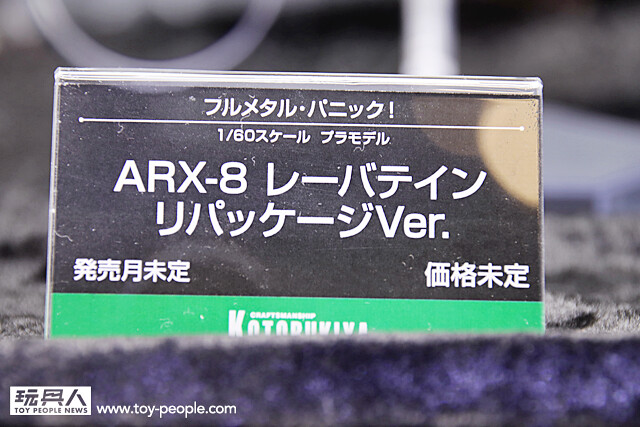 フルメタル・パニック!
1/60スケール プラモデル
ARX-8 レーバテイン
リパッケージVer.
発売月未定 価格未定
CRAFTSMANSHIP
KOTOBUKIYA
玩具人
TOY PEOPLE NEWS www.toy-people.com